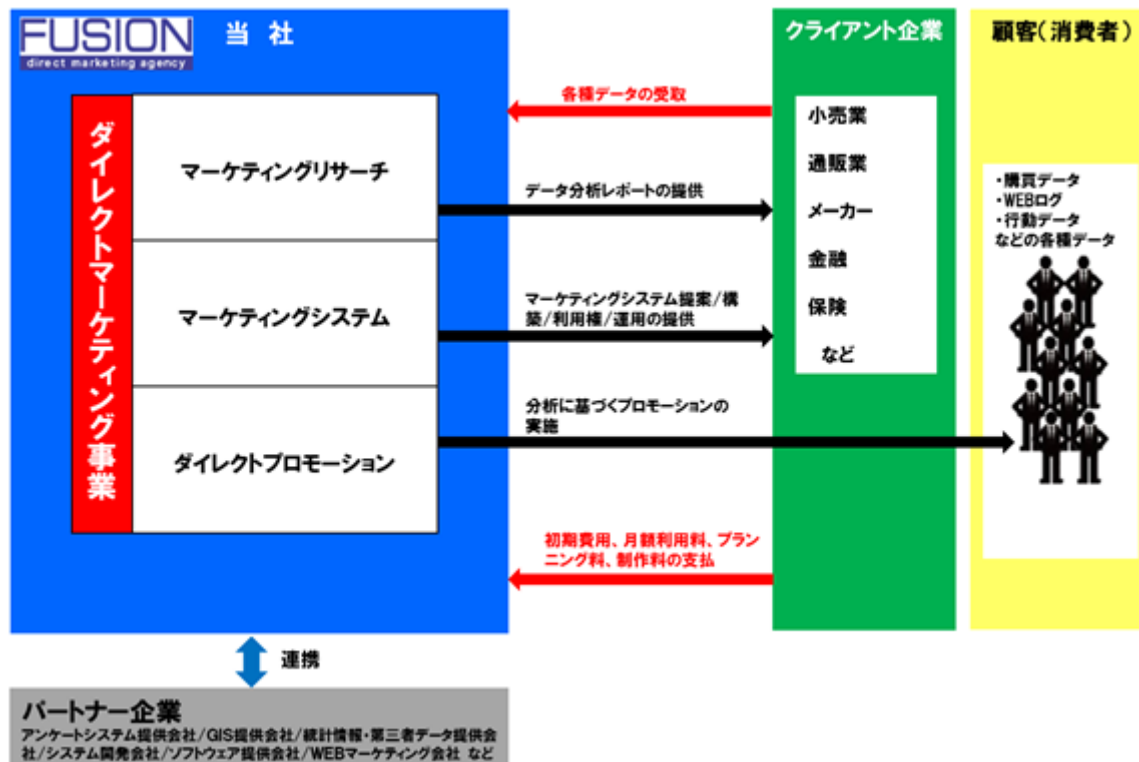 FUSION
direct marketing agency
当 社
ダイレクトマーケティング事業
マーケティングリサーチ
マーケティングシステム
ダイレクトプロモーション
各種データの受取
データ分析レポートの提供
マーケティングシステム提案/構
築/利用権/運用の提供
分析に基づくプロモーションの
実施
初期費用、月額利用料、プラン
ニング料、制作料の支払
クライアント企業
小売業
通販業
メーカー
金融
保険
など
顧客(消費者)
・購買データ
・WEBログ
・行動データ
などの各種データ
連携
パートナー企業
アンケートシステム提供会社/GIS提供会社/統計情報・第三者データ提供会
社/システム開発会社/ソフトウェア提供会社/WEBマーケティング会社 など